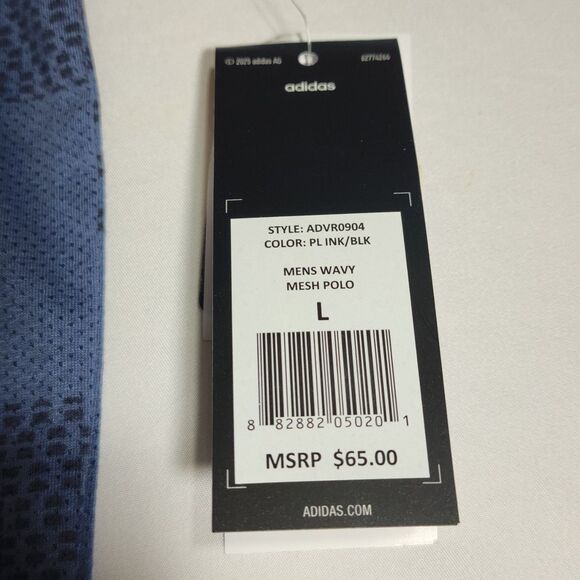 © 2025 adidas AG 62774266
adidas
STYLE: ADVR0904
COLOR: PL INK/BLK
MENS WAVY
MESH POLO
L
8 82882 05020 1
MSRP $65.00
ADIDAS.COM